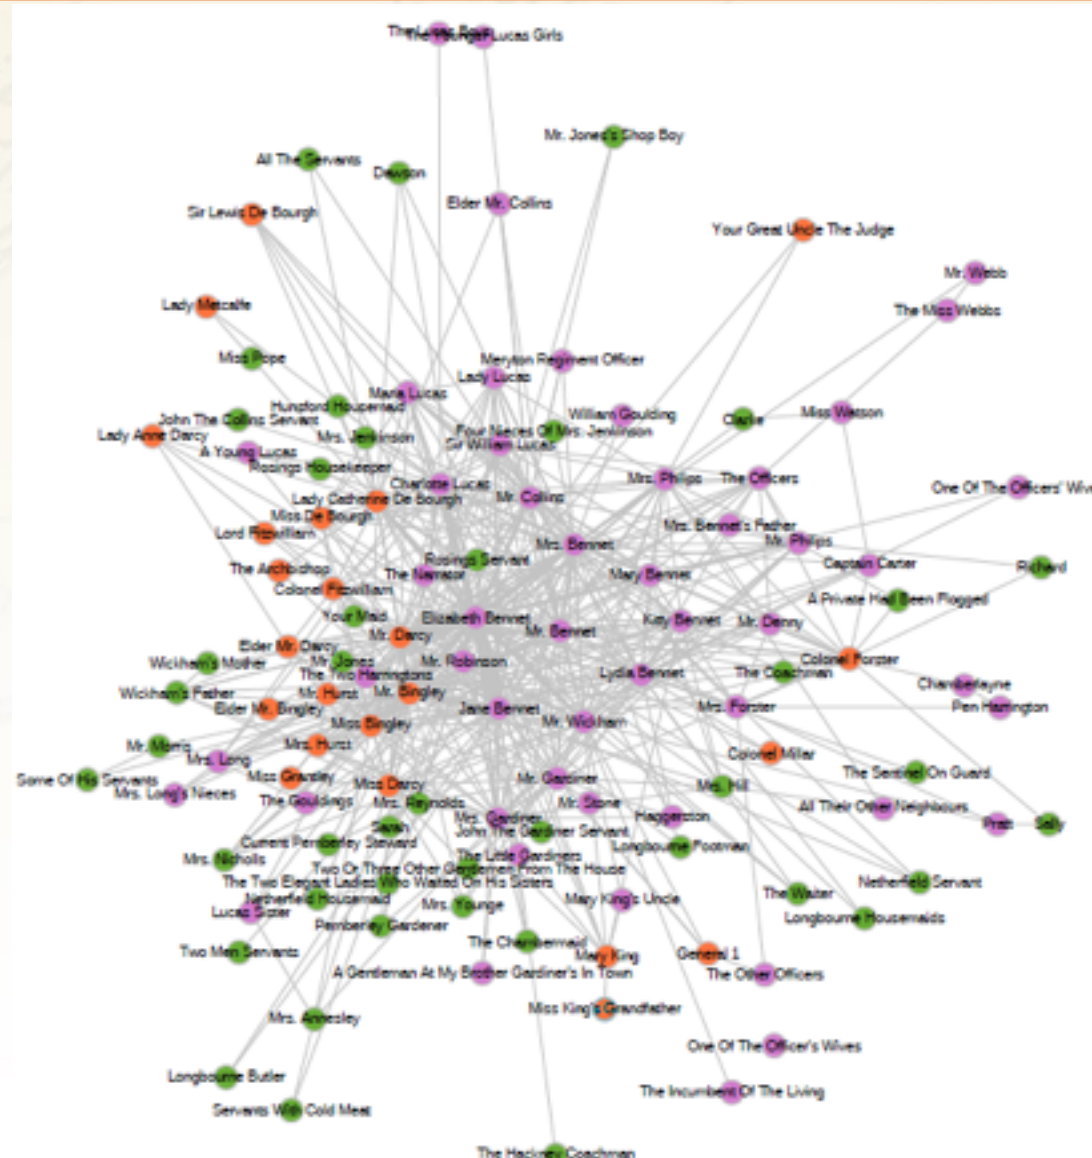 The Younger Lucas Girls
Mr. Jones's Shop Boy
All The Servants
Dawson
Elder Mr. Collins
Sir Lewis De Bourgh
Your Great Uncle The Judge
Mr. Webb
Lady Metcalfe
The Miss Webbs
Miss Pope
Meryton Regiment Officer
Lady Lucas
Maria Lucas
Hunsford Housemaid
William Goulding
Miss Watson
John The Collins Servant
Clarke
Lady Anne Darcy
Mrs. Jenkinson
Four Nieces Of Mrs. Jenkinson
Sir William Lucas
A Young Lucas
Rosings Housekeeper
Charlotte Lucas
Mrs. Philips
The Officers
One Of The Officers'
Lady Catherine De Bourgh
Mr. Collins
Miss De Bourgh
Mrs. Bennet's Father
Lord Fitzwilliam
Mr. Philips
Mrs. Bennet
Rosings Servant
Captain Carter
Richard
The Archbishop
The Narrator
Mary Bennet
Colonel Fitzwilliam
A Private Had Been Flogged
Your Maid
Elizabeth Bennet
Mr. Bennet
Kitty Bennet
Mr. Denny
Mr. Darcy
Elder Mr. Darcy
Wickham's Mother
Mr. Jones
Mr. Robinson
Colonel Forster
The Two Harringtons
Lydia Bennet
The Coachman
Chamberlayne
Wickham's Father
Mr. Hurst
Mr. Bingley
Elder Mr. Bingley
Jane Bennet
Mrs. Forster
Pen Harrington
Miss Bingley
Mr. Wickham
Mr. Morris
Mrs. Hurst
Colonel Millar
Mrs. Long
Some Of His Servants
Miss Grantley
Mr. Gardiner
The Sentinel On Guard
Mrs. Long's Nieces
Miss Darcy
Mrs. Hill
The Gouldings
Mrs. Reynolds
Mr. Stone
All Their Other Neighbours
Mrs. Gardiner
Haggerston
Pratt
Sally
Sarah
John The Gardiner Servant
Current Pemberley Steward
Longbourne Footman
Mrs. Nicholls
The Little Gardiners
Two Or Three Other Gentlemen From The House
The Two Elegant Ladies Who Waited On His Sisters
Netherfield Servant
Netherfield Housemaid
The Waiter
Lucas Sister
Mrs. Younge
Mary King's Uncle
Longbourne Housemaids
Pemberley Gardener
The Chambermaid
Two Men Servants
Mary King
General 1
A Gentleman At My Brother Gardiner's In Town
The Other Officers
Miss King's Grandfather
Mrs. Annesley
One Of The Officer's Wives
Longbourne Butler
The Incumbent Of The Living
Servants With Cold Meat
The Hackney Coachman